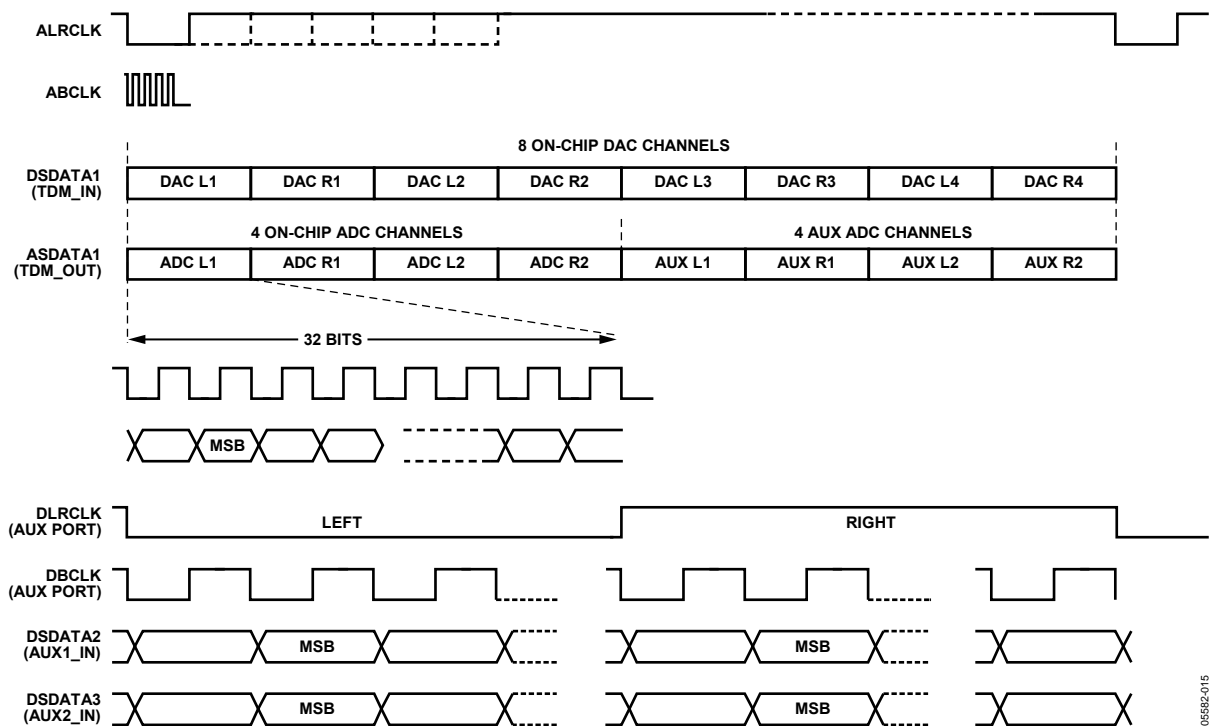 ALRCLK
ABCLK
8 ON-CHIP DAC CHANNELS
DSDATA1
(TDM_IN)
DAC L1 DAC R1 DAC L2 DAC R2 DAC L3 DAC R3 DAC L4 DAC R4
4 ON-CHIP ADC CHANNELS 4 AUX ADC CHANNELS
ASDATA1
(TDM_OUT)
ADC L1 ADC R1 ADC L2 ADC R2 AUX L1 AUX R1 AUX L2 AUX R2
32 BITS
MSB
DLRCLK
(AUX PORT)
LEFT RIGHT
DBCLK
(AUX PORT)
DSDATA2
(AUX1_IN)
MSB MSB
DSDATA3
(AUX2_IN)
MSB MSB
05582-015